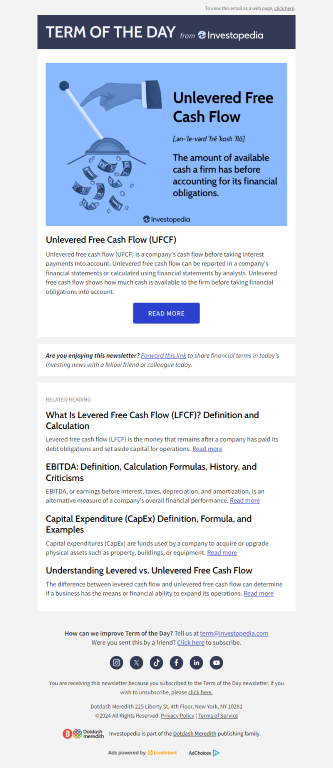 To view this email as a web page, click here.
TERM OF THE DAY from Investopedia
Unlevered Free
Cash Flow
The amount of available
cash a firm has before
accounting for its financial
obligations.
Investopedia
Unlevered Free Cash Flow (UFCF)
Unlevered free cash flow (UFCF) is a company's cash flow before taking interest
payments into account. Unlevered free cash flow can be reported in a company's
financial statements or calculated using financial statements by analysts. Unlevered
free cash flow shows how much cash is available to the firm before taking financial
obligations into account.
READ MORE
Are you enjoying this newsletter? Forward this link to share financial terms in today's
investing news with a fellow friend or colleague today.
RELATED READING
What Is Levered Free Cash Flow (LFCF)? Definition and
Calculation
Levered free cash flow (LFCF) is the money that remains after a company has paid its
debt obligations and set aside capital for operations. Read more
EBITDA: Definition, Calculation Formulas, History, and
Criticisms
EBITDA, or earnings before interest, taxes, depreciation, and amortization, is an
alternative measure of a company's overall financial performance. Read more
Capital Expenditure (CapEx) Definition, Formula, and
Examples
Capital expenditures (CapEx) are funds used by a company to acquire or upgrade
physical assets such as property, buildings, or equipment. Read more
Understanding Levered vs. Unlevered Free Cash Flow
The difference between levered cash flow and unlevered free cash flow can determine
if a business has the means or financial ability to expand its operations. Read more
How can we improve Term of the Day? Tell us at term@Investopedia.com
Were you sent this by a friend? Click here to subscribe.
You are receiving this newsletter because you subscribed to the Term of the Day newsletter. If you
wish to unsubscribe, please click here.
Dotdash Meredith 225 Liberty St, 4th Floor, New York, NY 10281
©2024 All Rights Reserved. Privacy Policy | Terms of Service
Dotdash
meredith
Investopedia is part of the Dotdash Meredith publishing family.
Ads powered by LiveIntent
AdChoices